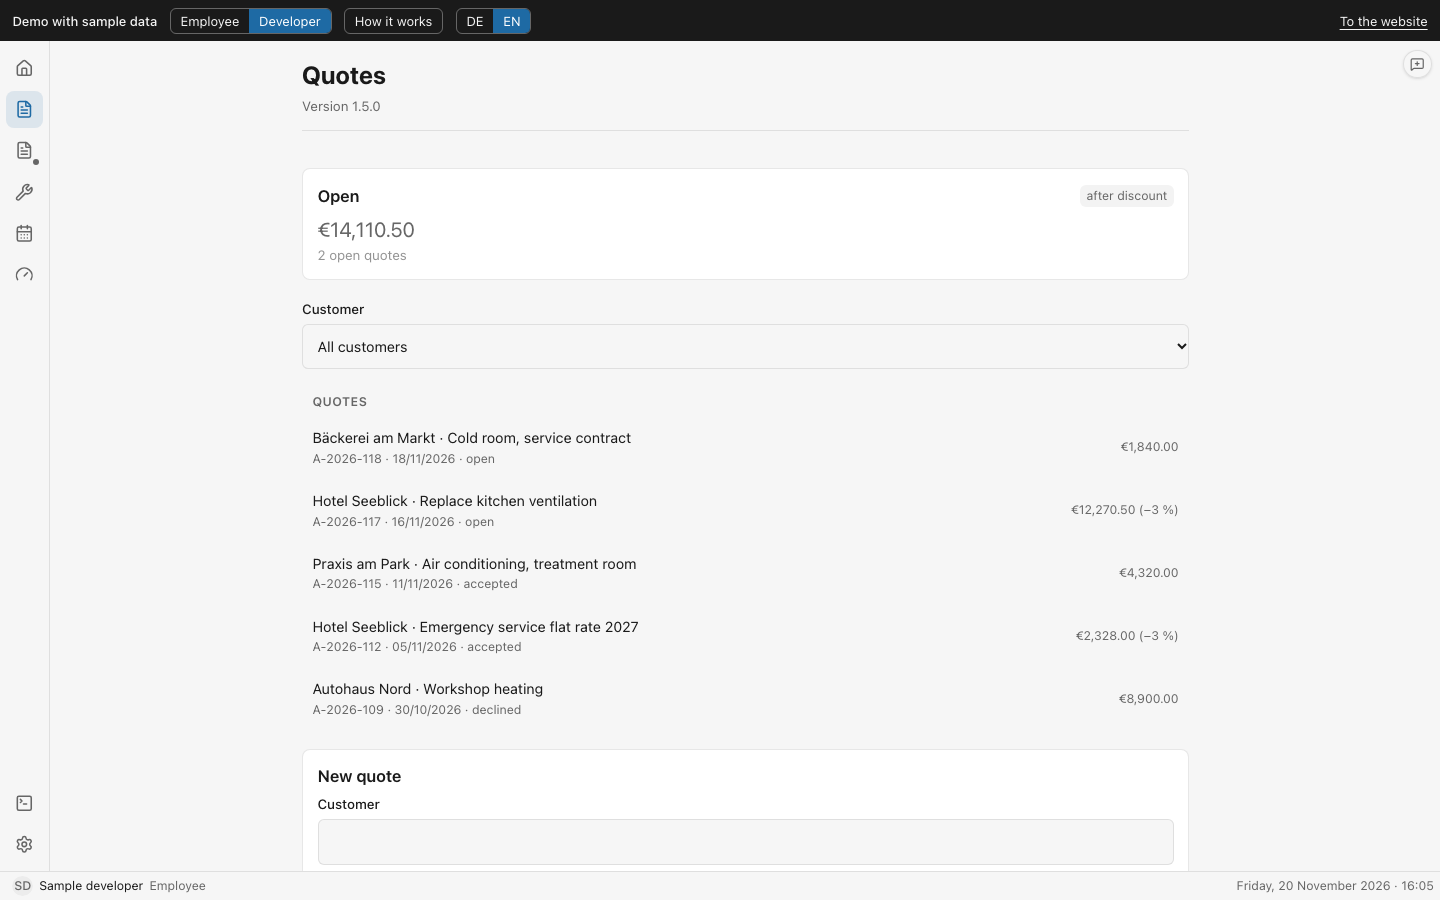 Demo with sample data Employee Developer How it works DE EN To the website
Quotes
Version 1.5.0
Open after discount
€14,110.50
2 open quotes
Customer
All customers
QUOTES
Bäckerei am Markt · Cold room, service contract
A-2026-118 · 18/11/2026 · open
€1,840.00
Hotel Seeblick · Replace kitchen ventilation
A-2026-117 · 16/11/2026 · open
€12,270.50 (−3 %)
Praxis am Park · Air conditioning, treatment room
A-2026-115 · 11/11/2026 · accepted
€4,320.00
Hotel Seeblick · Emergency service flat rate 2027
A-2026-112 · 05/11/2026 · accepted
€2,328.00 (−3 %)
Autohaus Nord · Workshop heating
A-2026-109 · 30/10/2026 · declined
€8,900.00
New quote
Customer
SD Sample developer Employee Friday, 20 November 2026 · 16:05